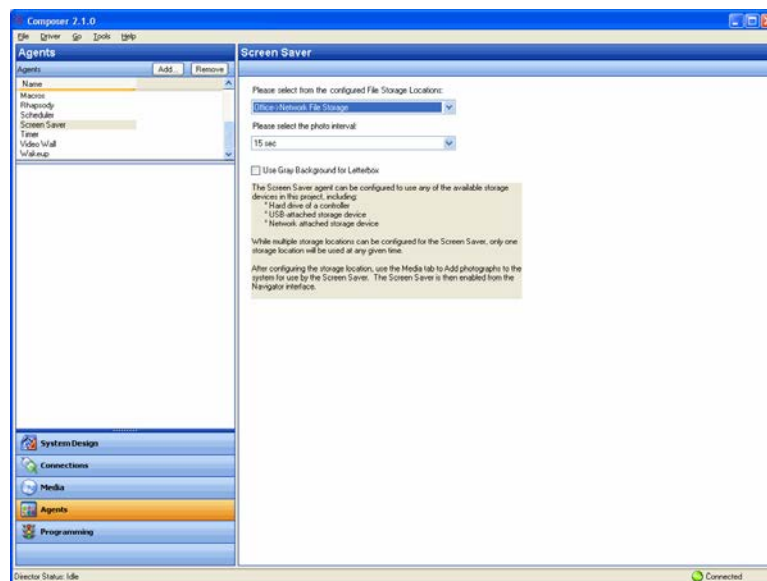 Composer 2.1.0
File Driver Go Tools Help
Agents
Agents Add... Remove
Name
Macros
Rhapsody
Scheduler
Screen Saver
Timer
Video Wall
Wakeup
System Design
Connections
Media
Agents
Programming
Screen Saver
Please select from the configured File Storage Locations:
Office->Network File Storage
Please select the photo interval:
15 sec
Use Gray Background for Letterbox
The Screen Saver agent can be configured to use any of the available storage
devices in this project, including:
* Hard drive of a controller
* USB-attached storage device
* Network attached storage device
While multiple storage locations can be configured for the Screen Saver, only one
storage location will be used at any given time.
After configuring the storage location, use the Media tab to Add photographs to the
system for use by the Screen Saver. The Screen Saver is then enabled from the
Navigator interface.
Director Status: Idle
Connected